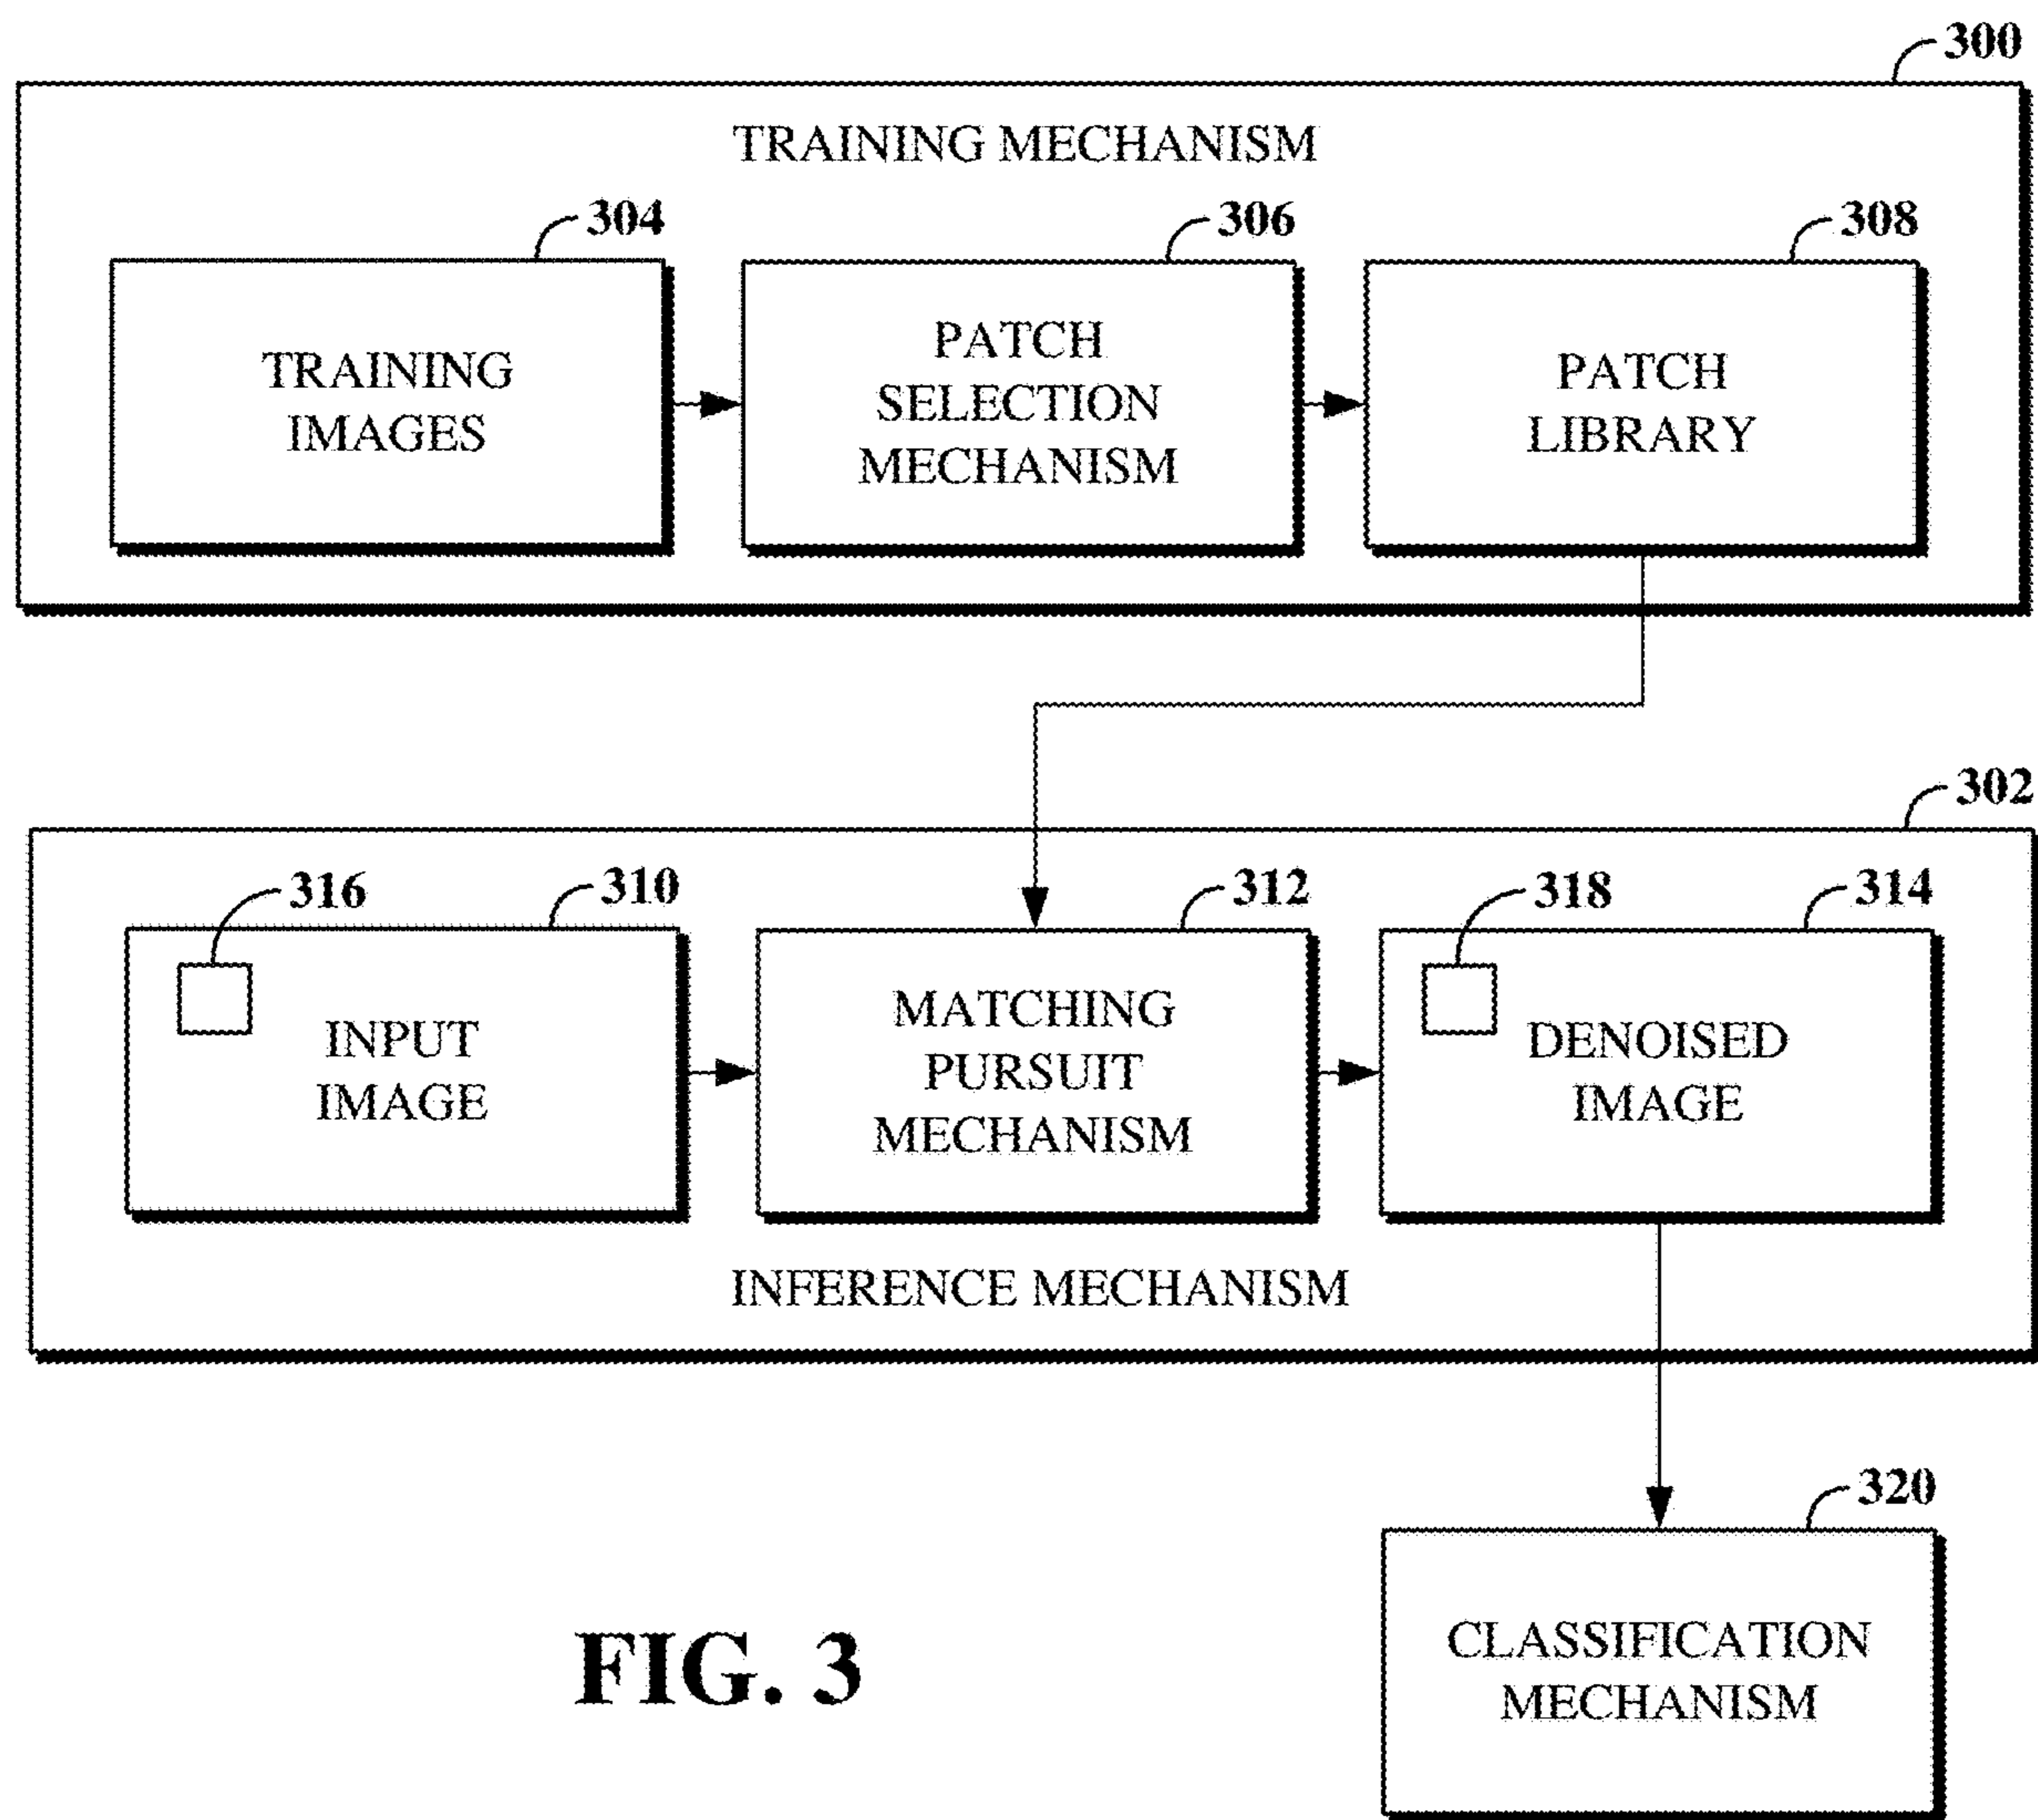 300
TRAINING MECHANISM
304
306
308
TRAINING
IMAGES
PATCH
SELECTION
MECHANISM
PATCH
LIBRARY
302
316
310
312
318
314
INPUT
IMAGE
MATCHING
PURSUIT
MECHANISM
DENOISED
IMAGE
INFERENCE MECHANISM
320
CLASSIFICATION
MECHANISM
FIG. 3